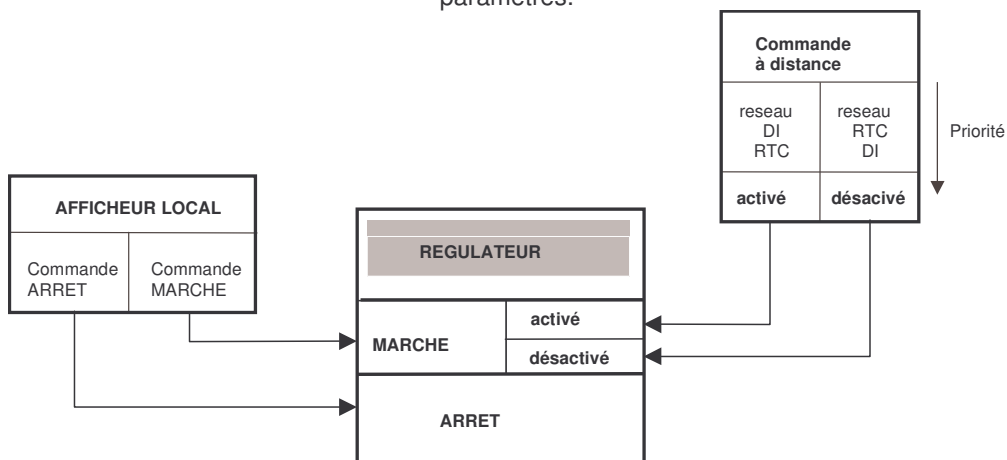 paramètres.
Commande
à distance
reseau
DI
RTC
reseau
RTC
DI
Priorité
activé
désacivé
AFFICHEUR LOCAL
Commande
ARRET
Commande
MARCHE
REGULATEUR
MARCHE
activé
désactivé
ARRET